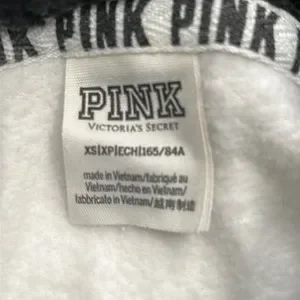 PINK PINK PINK
PINK
VICTORIA'S SECRET
XS|XP|ECH|165/84A
made in Vietnam/fabriqué au
Vietnam/hecho en Vietnam/
fabbricato in Vietnam/越南制造